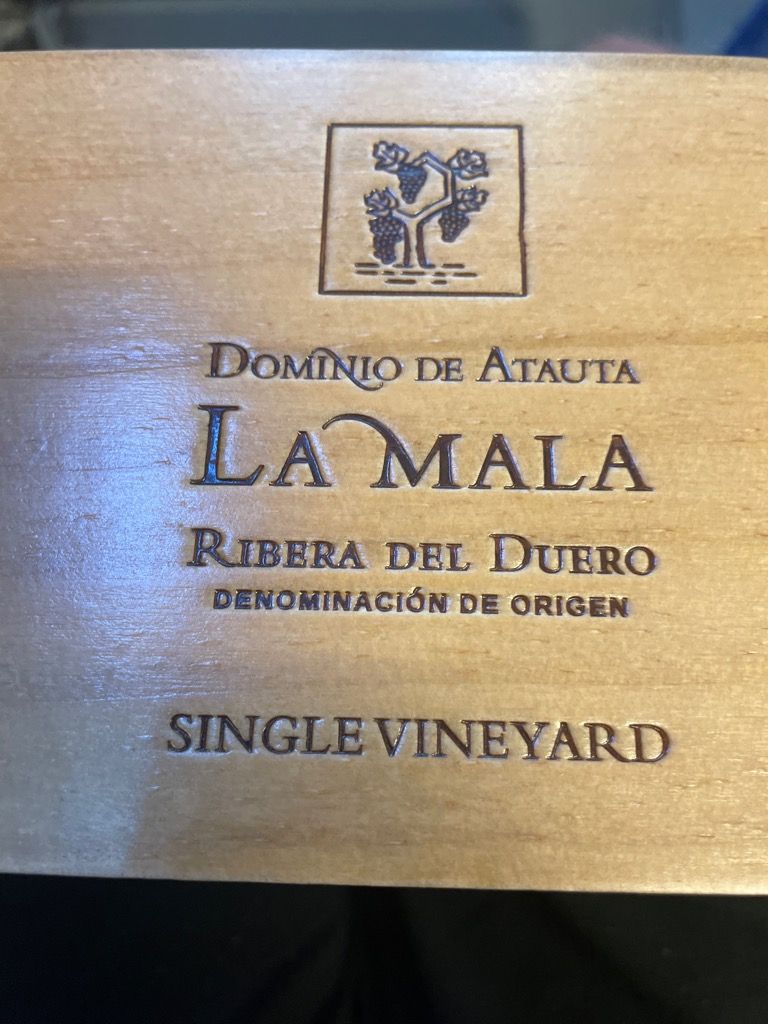 DOMINIO DE ATAUTA
LA MALA
RIBERA DEL DUERO
DENOMINACIÓN DE ORIGEN
SINGLE VINEYARD